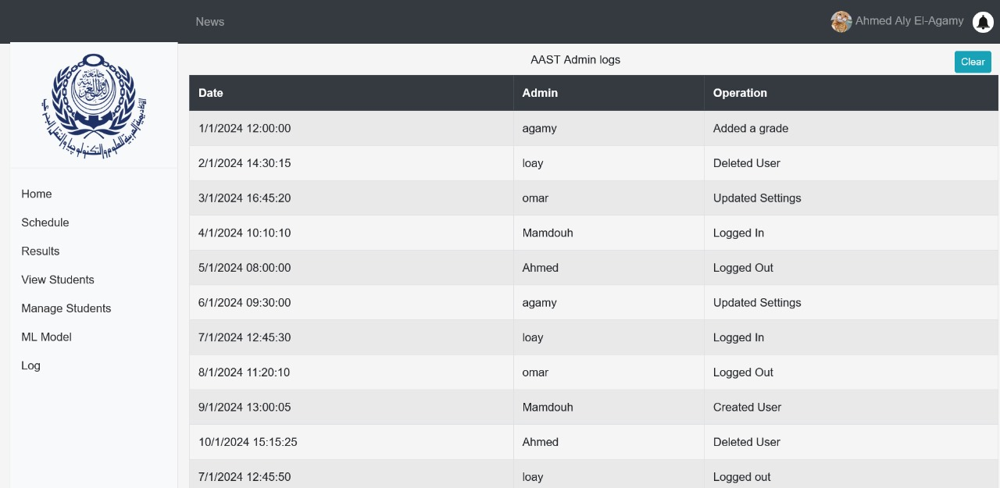 News
Ahmed Aly El-Agamy
AAST Admin logs
Clear
الأكاديمية العربية للعلوم والتكنولوجيا والنقل البحري
Home
Schedule
Results
View Students
Manage Students
ML Model
Log
Date Admin Operation
1/1/2024 12:00:00 agamy Added a grade
2/1/2024 14:30:15 loay Deleted User
3/1/2024 16:45:20 omar Updated Settings
4/1/2024 10:10:10 Mamdouh Logged In
5/1/2024 08:00:00 Ahmed Logged Out
6/1/2024 09:30:00 agamy Updated Settings
7/1/2024 12:45:30 loay Logged In
8/1/2024 11:20:10 omar Logged Out
9/1/2024 13:00:05 Mamdouh Created User
10/1/2024 15:15:25 Ahmed Deleted User
7/1/2024 12:45:50 loay Logged out